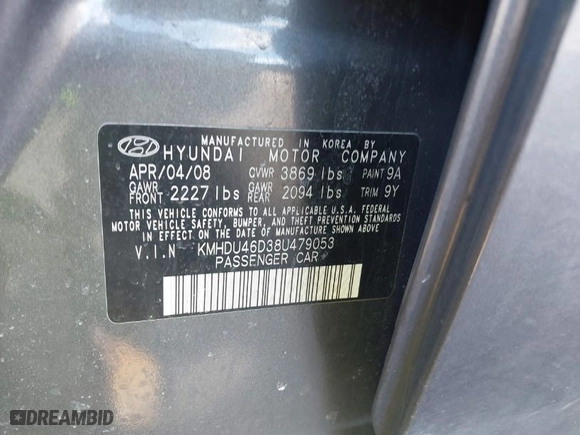 MANUFACTURED IN KOREA BY
HYUNDAI MOTOR COMPANY
APR/04/08 GVWR 3869 lbs PAINT 9A
GAWR FRONT 2227 lbs GAWR REAR 2094 lbs TRIM 9Y
THIS VEHICLE CONFORMS TO ALL APPLICABLE U.S.A. FEDERAL
MOTOR VEHICLE SAFETY, BUMPER, AND THEFT PREVENTION
STANDARDS IN EFFECT ON THE DATE OF MANUFACTURE SHOWN ABOVE.
V.I.N KMHDU46D38U479053
PASSENGER CAR
DREAMBID